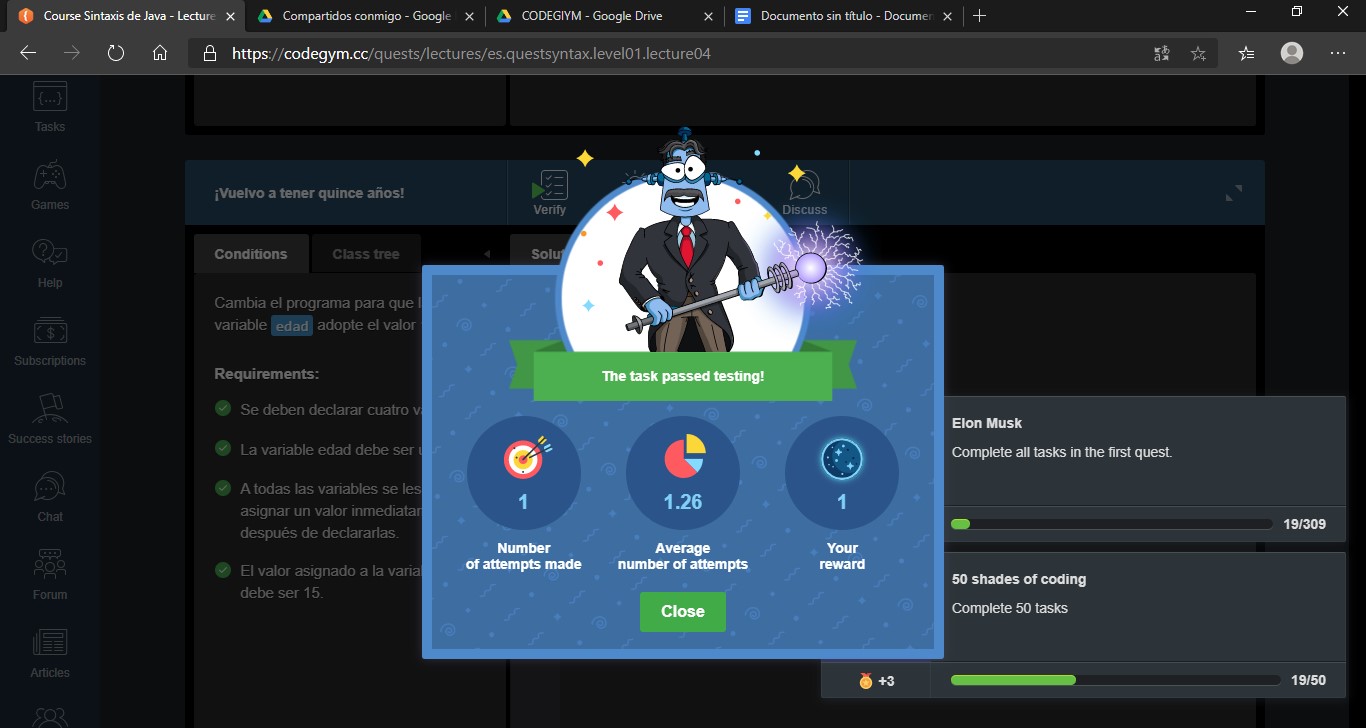 Course Sintaxis de Java - Lecture
Compartidos conmigo - Google
CODEGIYM - Google Drive
Documento sin título - Documen
https://codegym.cc/quests/lectures/es.questsyntax.level01.lecture04
Tasks
Games
Help
Subscriptions
Success stories
Chat
Forum
Articles
¡Vuelvo a tener quince años!
Verify
Discuss
Conditions
Class tree
Solu
Cambia el programa para que l
variable edad adopte el valor
Requirements:
Se deben declarar cuatro va
La variable edad debe ser u
A todas las variables se les
asignar un valor inmediatar
después de declararlas.
El valor asignado a la varia
debe ser 15.
The task passed testing!
1
1.26
1
Number
of attempts made
Average
number of attempts
Your
reward
Close
Elon Musk
Complete all tasks in the first quest.
19/309
50 shades of coding
Complete 50 tasks
+3
19/50